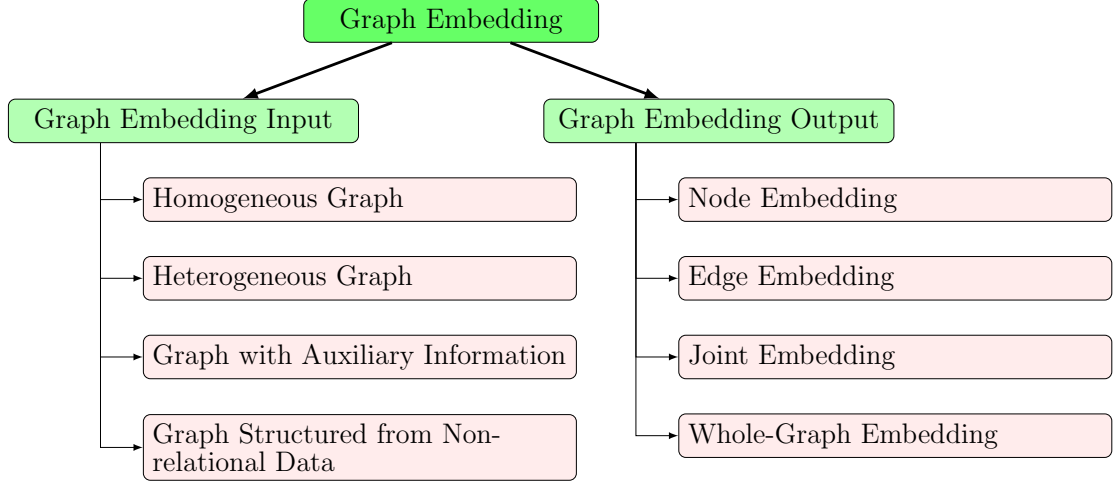 Graph Embedding
Graph Embedding Input
Graph Embedding Output
Homogeneous Graph
Node Embedding
Heterogeneous Graph
Edge Embedding
Graph with Auxiliary Information
Joint Embedding
Graph Structured from Non-
relational Data
Whole-Graph Embedding